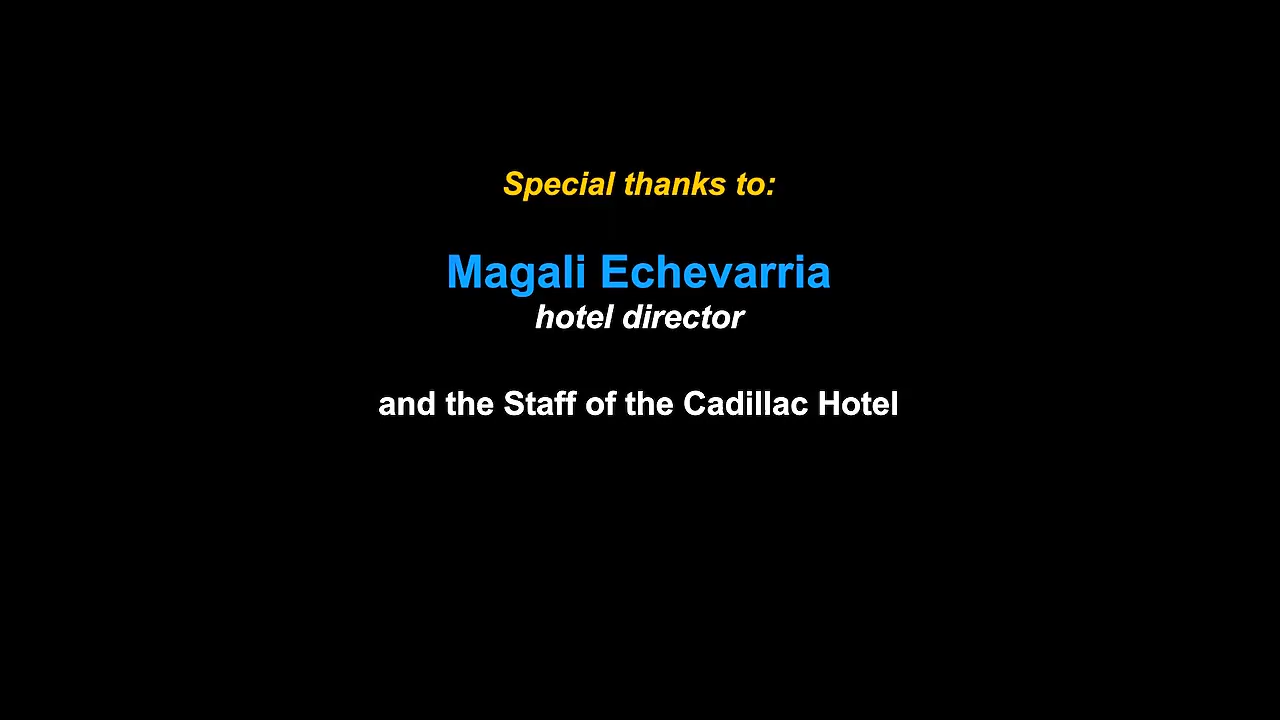 Special thanks to:
Magali Echevarria
hotel director
and the Staff of the Cadillac Hotel